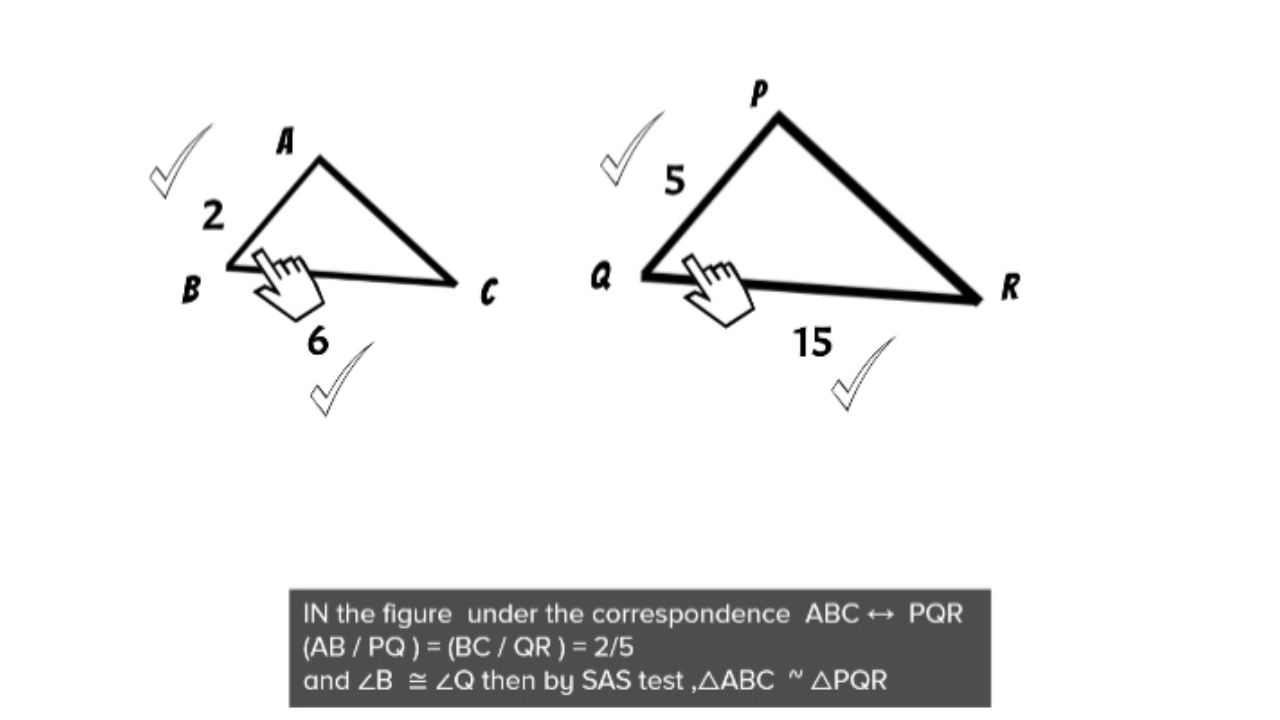 P
A
5
2
Q
B
C
R
6
15
IN the figure under the correspondence ABC ↔ PQR
(AB / PQ ) = (BC / QR ) = 2/5
and ∠B ≅ ∠Q then by SAS test ,△ABC ~ △PQR